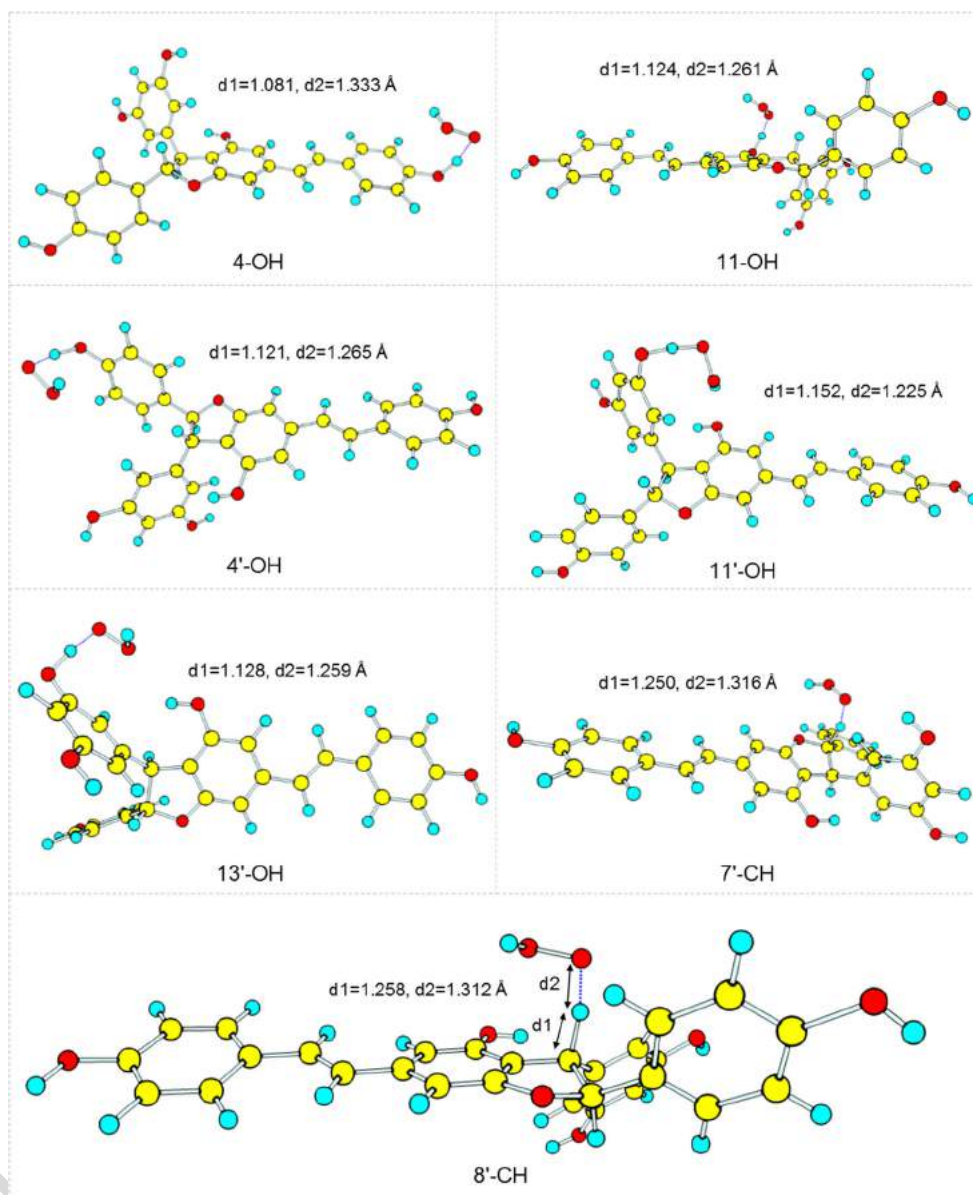 d1=1.081, d2=1.333 Å
4-OH
d1=1.124, d2=1.261 Å
11-OH
d1=1.121, d2=1.265 Å
4'-OH
d1=1.152, d2=1.225 Å
11'-OH
d1=1.128, d2=1.259 Å
13'-OH
d1=1.250, d2=1.316 Å
7'-CH
d1=1.258, d2=1.312 Å
d2
d1
8'-CH